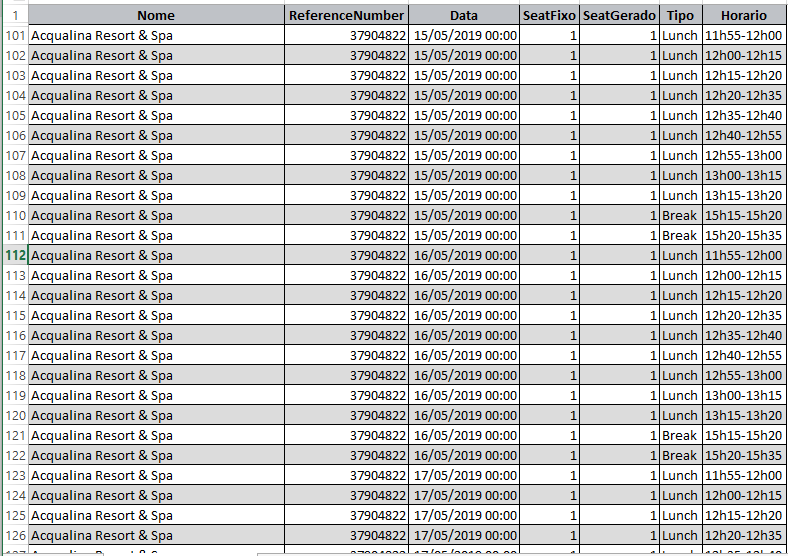 1 Nome ReferenceNumber Data SeatFixo SeatGerado Tipo Horario
101 Acqualina Resort & Spa 37904822 15/05/2019 00:00 1 1 Lunch 11h55-12h00
102 Acqualina Resort & Spa 37904822 15/05/2019 00:00 1 1 Lunch 12h00-12h15
103 Acqualina Resort & Spa 37904822 15/05/2019 00:00 1 1 Lunch 12h15-12h20
104 Acqualina Resort & Spa 37904822 15/05/2019 00:00 1 1 Lunch 12h20-12h35
105 Acqualina Resort & Spa 37904822 15/05/2019 00:00 1 1 Lunch 12h35-12h40
106 Acqualina Resort & Spa 37904822 15/05/2019 00:00 1 1 Lunch 12h40-12h55
107 Acqualina Resort & Spa 37904822 15/05/2019 00:00 1 1 Lunch 12h55-13h00
108 Acqualina Resort & Spa 37904822 15/05/2019 00:00 1 1 Lunch 13h00-13h15
109 Acqualina Resort & Spa 37904822 15/05/2019 00:00 1 1 Lunch 13h15-13h20
110 Acqualina Resort & Spa 37904822 15/05/2019 00:00 1 1 Break 15h15-15h20
111 Acqualina Resort & Spa 37904822 15/05/2019 00:00 1 1 Break 15h20-15h35
112 Acqualina Resort & Spa 37904822 16/05/2019 00:00 1 1 Lunch 11h55-12h00
113 Acqualina Resort & Spa 37904822 16/05/2019 00:00 1 1 Lunch 12h00-12h15
114 Acqualina Resort & Spa 37904822 16/05/2019 00:00 1 1 Lunch 12h15-12h20
115 Acqualina Resort & Spa 37904822 16/05/2019 00:00 1 1 Lunch 12h20-12h35
116 Acqualina Resort & Spa 37904822 16/05/2019 00:00 1 1 Lunch 12h35-12h40
117 Acqualina Resort & Spa 37904822 16/05/2019 00:00 1 1 Lunch 12h40-12h55
118 Acqualina Resort & Spa 37904822 16/05/2019 00:00 1 1 Lunch 12h55-13h00
119 Acqualina Resort & Spa 37904822 16/05/2019 00:00 1 1 Lunch 13h00-13h15
120 Acqualina Resort & Spa 37904822 16/05/2019 00:00 1 1 Lunch 13h15-13h20
121 Acqualina Resort & Spa 37904822 16/05/2019 00:00 1 1 Break 15h15-15h20
122 Acqualina Resort & Spa 37904822 16/05/2019 00:00 1 1 Break 15h20-15h35
123 Acqualina Resort & Spa 37904822 17/05/2019 00:00 1 1 Lunch 11h55-12h00
124 Acqualina Resort & Spa 37904822 17/05/2019 00:00 1 1 Lunch 12h00-12h15
125 Acqualina Resort & Spa 37904822 17/05/2019 00:00 1 1 Lunch 12h15-12h20
126 Acqualina Resort & Spa 37904822 17/05/2019 00:00 1 1 Lunch 12h20-12h35